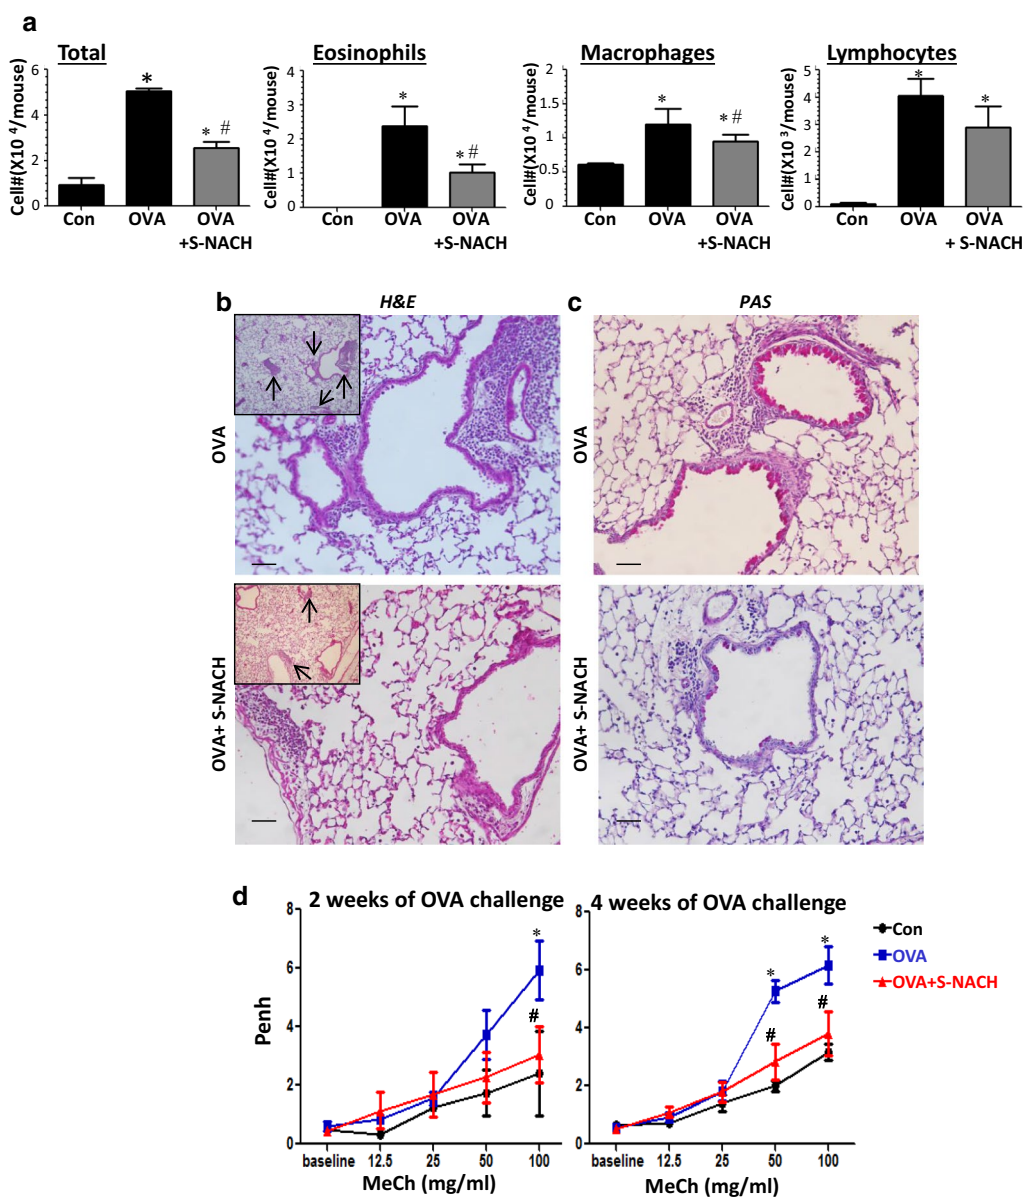 a
Total
Eosinophils
Macrophages
Lymphocytes
Cell#(X10 4/mouse)
6
4
2
0
*
* #
Con
OVA
OVA
+S-NACH
Cell#(X10 4/mouse)
4
3
2
1
0
*
* #
Con
OVA
OVA
+S-NACH
Cell#(X10 4/mouse)
2
1.5
1
0.5
0
*
* #
Con
OVA
OVA
+S-NACH
Cell#(X10 3/mouse)
5
4
3
2
1
0
*
*
Con
OVA
OVA
+ S-NACH
b
H&E
c
PAS
OVA
OVA
OVA+ S-NACH
OVA+ S-NACH
d
2 weeks of OVA challenge
4 weeks of OVA challenge
Penh
8
6
4
2
0
*
#
baseline
12.5
25
50
100
MeCh (mg/ml)
8
6
4
2
0
*
*
#
#
baseline
12.5
25
50
100
MeCh (mg/ml)
Con
OVA
OVA+S-NACH